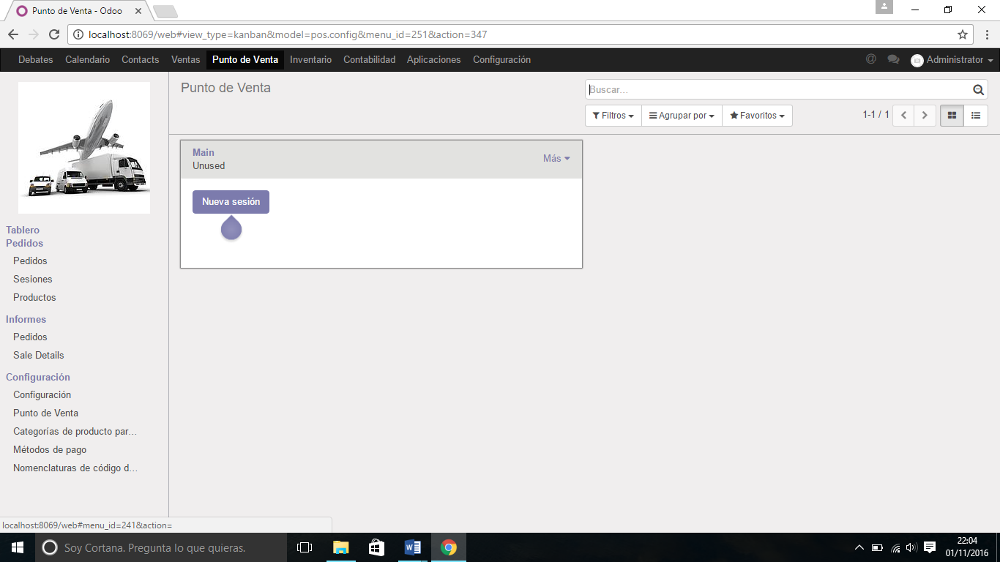 Punto de Venta - Odoo
localhost:8069/web#view_type=kanban&model=pos.config&menu_id=251&action=347
Debates Calendario Contacts Ventas Punto de Venta Inventario Contabilidad Aplicaciones Configuración @ Administrator
Punto de Venta
Buscar...
Filtros Agrupar por Favoritos 1-1 / 1
Main
Unused
Más
Nueva sesión
Tablero
Pedidos
Pedidos
Sesiones
Productos
Informes
Pedidos
Sale Details
Configuración
Configuración
Punto de Venta
Categorías de producto par...
Métodos de pago
Nomenclaturas de código d...
localhost:8069/web#menu_id=241&action=
Soy Cortana. Pregunta lo que quieras.
22:04
01/11/2016